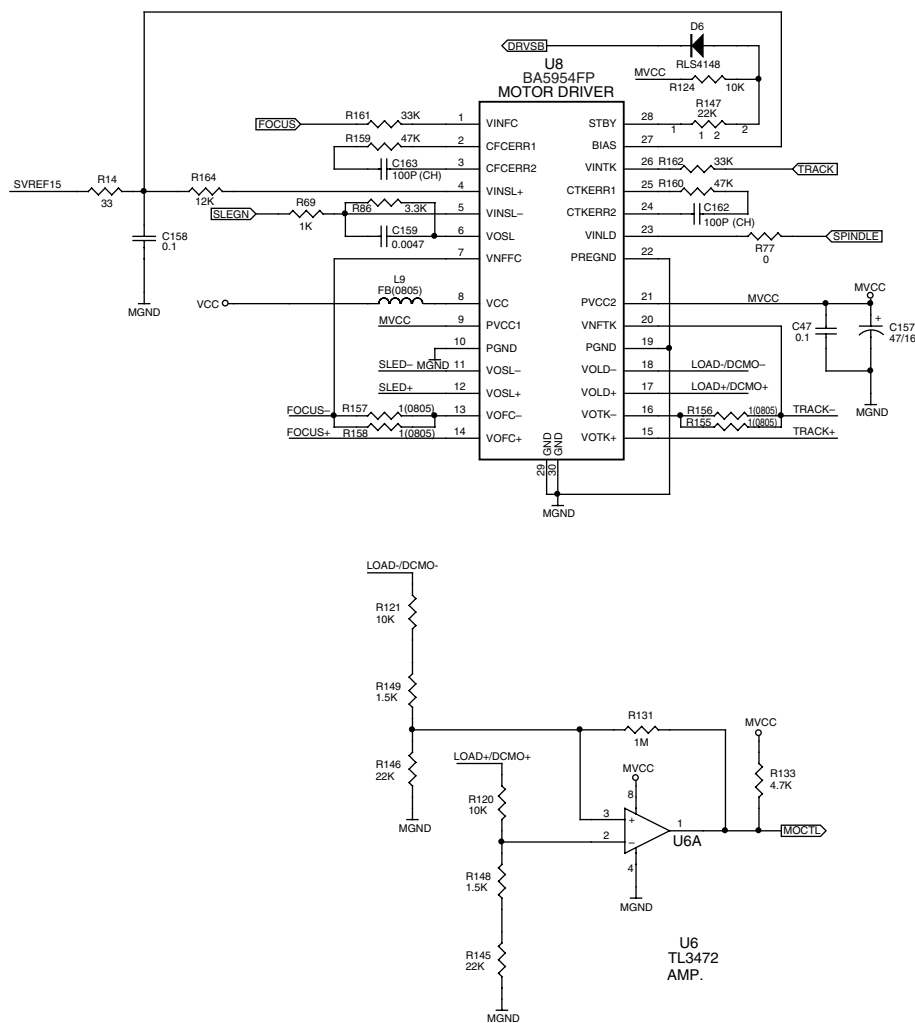 D6
DRVSB
RLS4148
U8
BA5954FP
MOTOR DRIVER
MVCC
R124
10K
R147
22K
1 1 2 2
FOCUS
R161
33K
1
VINFC
STBY
28
R159
47K
2
CFCERR1
BIAS
27
C163
100P (CH)
3
CFCERR2
VINTK
26
R162
33K
TRACK
SVREF15
R14
33
R164
12K
4
VINSL+
CTKERR1
25
R160
47K
SLEGN
R69
1K
R86
3.3K
5
VINSL–
CTKERR2
24
C162
100P (CH)
C158
0.1
C159
0.0047
6
VOSL
VINLD
23
R77
0
SPINDLE
7
VNFFC
PREGND
22
MGND
VCC
L9
FB(0805)
8
VCC
PVCC2
21
MVCC
MVCC
MVCC
9
PVCC1
VNFTK
20
C47
0.1
+
C157
47/16
MGND
10
PGND
PGND
19
SLED–
11
VOSL–
VOLD–
18
LOAD-/DCMO–
SLED+
12
VOSL+
VOLD+
17
LOAD+/DCMO+
MGND
FOCUS–
R157
1(0805)
13
VOFC–
VOTK–
16
R156
1(0805)
TRACK–
R158
1(0805)
R155
1(0805)
FOCUS+
14
VOFC+
VOTK+
15
TRACK+
GND
GND
29
30
MGND
LOAD-/DCMO-
R121
10K
R149
1.5K
R131
1M
MVCC
R146
22K
LOAD+/DCMO+
MVCC
R133
4.7K
R120
10K
8
MGND
3
+
1
MOCTL
2
–
U6A
4
R148
1.5K
MGND
R145
22K
U6
TL3472
AMP.
MGND